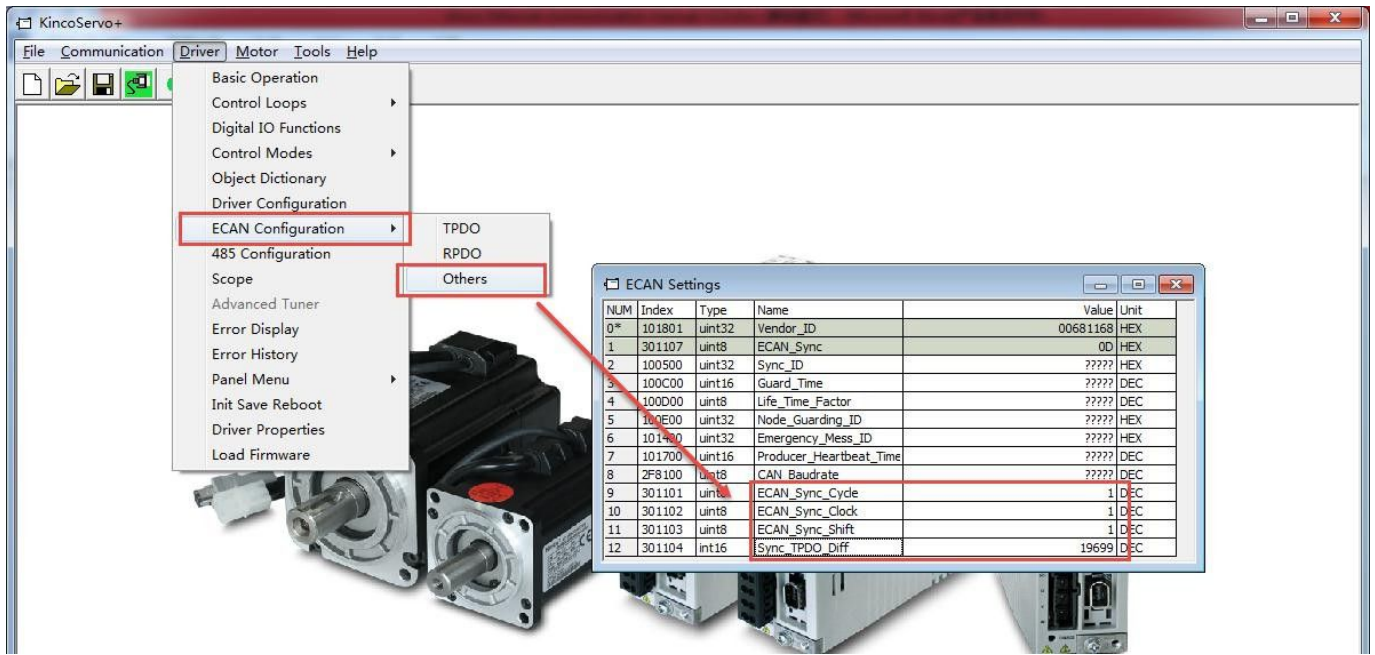 KincoServo+
File Communication Driver Motor Tools Help
Basic Operation
Control Loops
Digital IO Functions
Control Modes
Object Dictionary
Driver Configuration
ECAN Configuration
485 Configuration
Scope
Advanced Tuner
Error Display
Error History
Panel Menu
Init Save Reboot
Driver Properties
Load Firmware
TPDO
RPDO
Others
ECAN Settings
NUM Index Type Name Value Unit
0* 101801 uint32 Vendor_ID 00681168 HEX
1 301107 uint8 ECAN_Sync 0D HEX
2 100500 uint32 Sync_ID ????? HEX
3 100C00 uint16 Guard_Time ????? DEC
4 100D00 uint8 Life_Time_Factor ????? DEC
5 100E00 uint32 Node_Guarding_ID ????? HEX
6 101400 uint32 Emergency_Mess_ID ????? HEX
7 101700 uint16 Producer_Heartbeat_Time ????? DEC
8 2F8100 uint8 CAN_Baudrate ????? DEC
9 301101 uint8 ECAN_Sync_Cycle 1 DEC
10 301102 uint8 ECAN_Sync_Clock 1 DEC
11 301103 uint8 ECAN_Sync_Shift 1 DEC
12 301104 int16 Sync_TPDO_Diff 19699 DEC